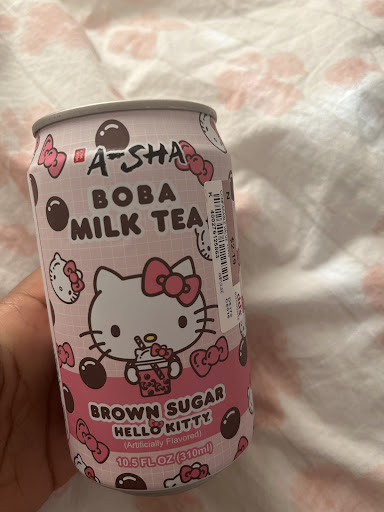 A-SHA
BOBA
MILK TEA
BROWN SUGAR
HELLO KITTY
(Artificially Flavored)
10.5 FL OZ (310ml)